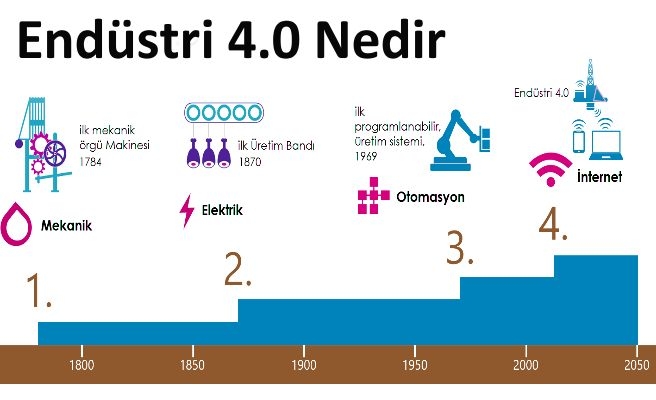 Endüstri 4.0 Nedir
ilk mekanik
örgü Makinesi
1784
Mekanik
ilk Üretim Bandı
1870
Elektrik
ilk
programlanabilir,
üretim sistemi,
1969
Otomasyon
Endüstri 4.0
İnternet
1.
2.
3.
4.
1800
1850
1900
1950
2000
2050